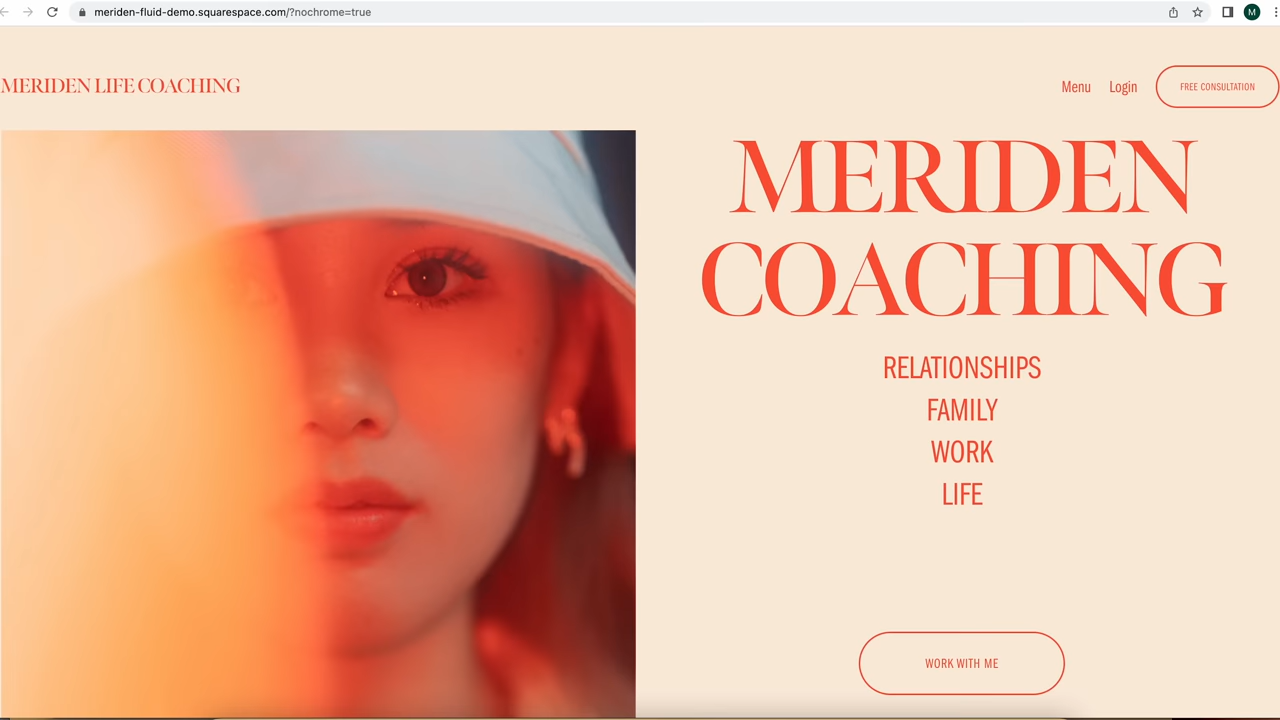 meriden-fluid-demo.squarespace.com/?nochrome=true
M
MERIDEN LIFE COACHING
Menu
Login
FREE CONSULTATION
MERIDEN
COACHING
RELATIONSHIPS
FAMILY
WORK
LIFE
WORK WITH ME